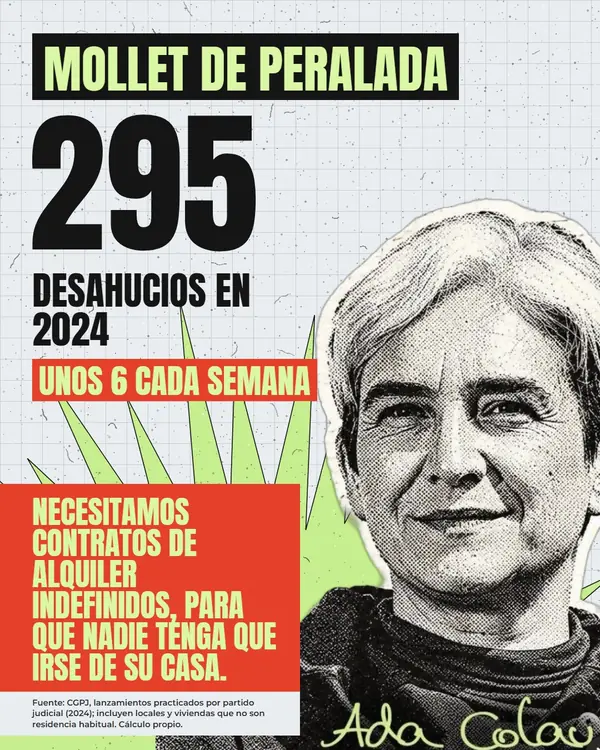 MOLLET DE PERALADA
295
DESAHUCIOS EN
2024
UNOS 6 CADA SEMANA
NECESITAMOS
CONTRATOS DE
ALQUILER
INDEFINIDOS, PARA
QUE NADIE TENGA QUE
IRSE DE SU CASA.
Fuente: CGPJ, lanzamientos practicados por partido
judicial (2024); incluyen locales y viviendas que no son
residencia habitual. Cálculo propio.
Ada Colau